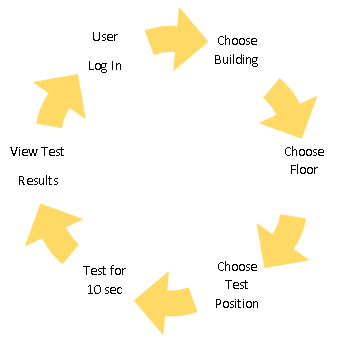 User
Log In
Choose
Building
Choose
Floor
Choose
Test
Position
Test for
10 sec
View Test
Results